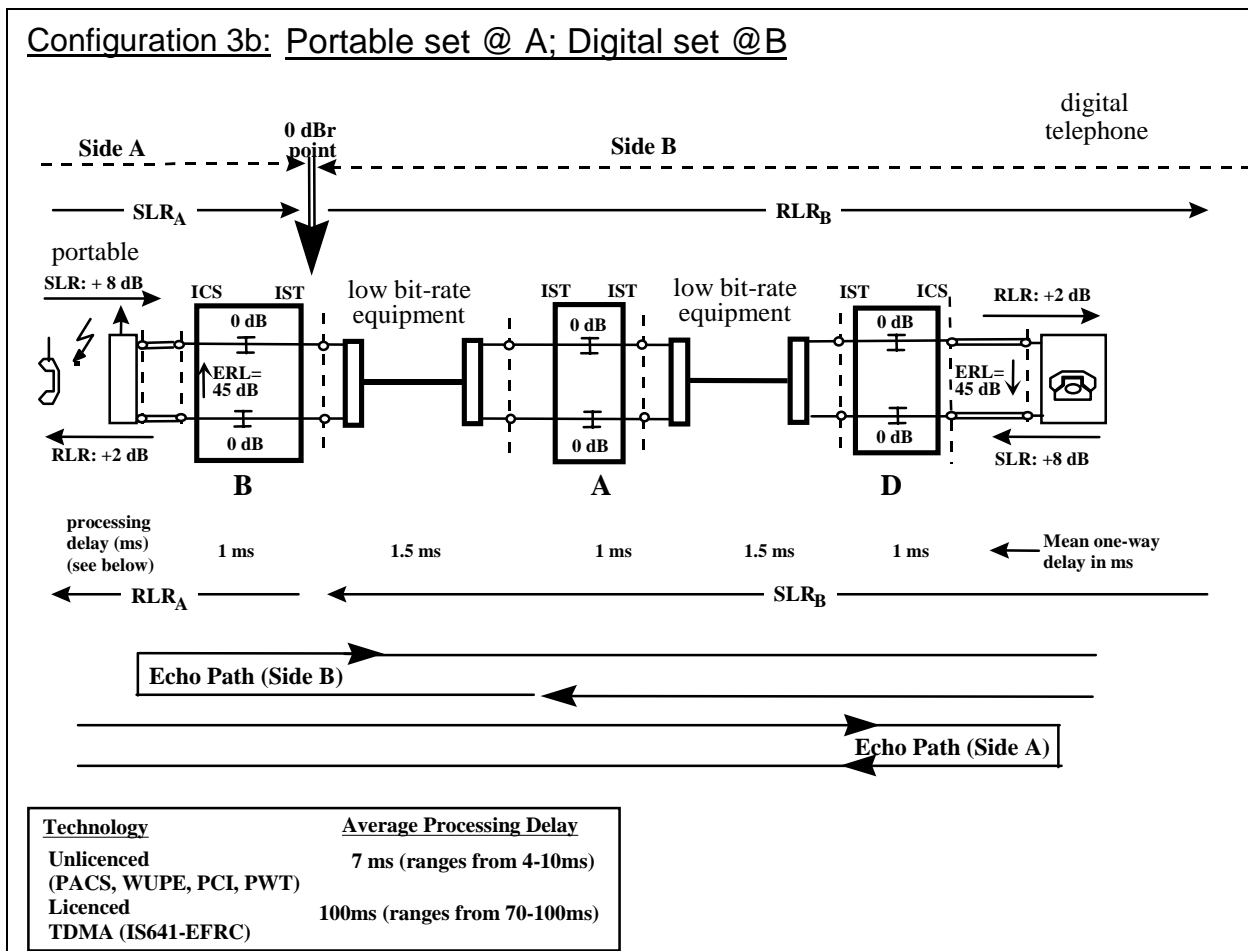 Configuration 3b: Portable set @ A; Digital set @B
digital
telephone
0 dBr
point
Side A
Side B
SLRA
RLRB
portable
SLR: + 8 dB
ICS IST
low bit-rate
equipment
IST IST
low bit-rate
equipment
IST ICS
RLR: +2 dB
0 dB
0 dB
0 dB
ERL=
45 dB
ERL=
45 dB
0 dB
0 dB
0 dB
RLR: +2 dB
SLR: +8 dB
B
A
D
processing
delay (ms)
(see below)
1 ms
1.5 ms
1 ms
1.5 ms
1 ms
Mean one-way
delay in ms
RLRA
SLRB
Echo Path (Side B)
Echo Path (Side A)
Technology Average Processing Delay
Unlicenced
(PACS, WUPE, PCI, PWT)
7 ms (ranges from 4-10ms)
Licenced
TDMA (IS641-EFRC)
100ms (ranges from 70-100ms)